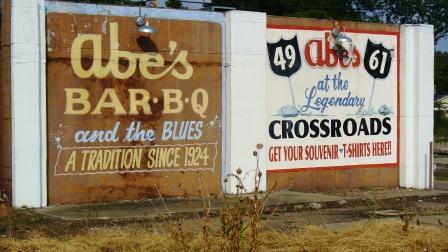 abe's
BAR·B·Q
and the BLUES
A TRADITION SINCE 1924
49 abe's 61
at the
Legendary
CROSSROADS
GET YOUR SOUVENIR T-SHIRTS HERE!!